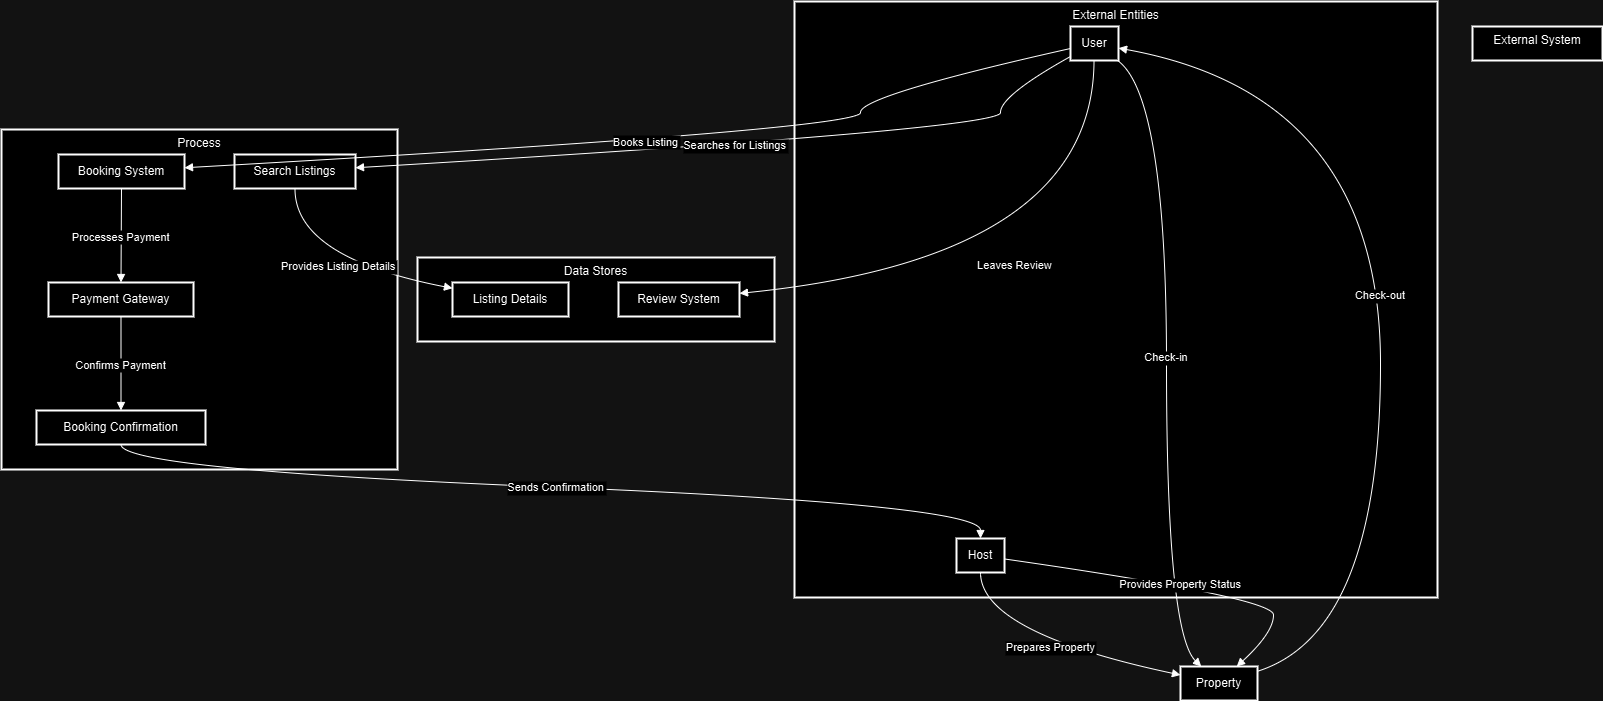 External Entities
User
External System
Process
Books Listing
Searches for Listings
Booking System
Search Listings
Processes Payment
Provides Listing Details
Data Stores
Leaves Review
Listing Details
Review System
Payment Gateway
Check-out
Check-in
Confirms Payment
Booking Confirmation
Sends Confirmation
Host
Provides Property Status
Prepares Property
Property